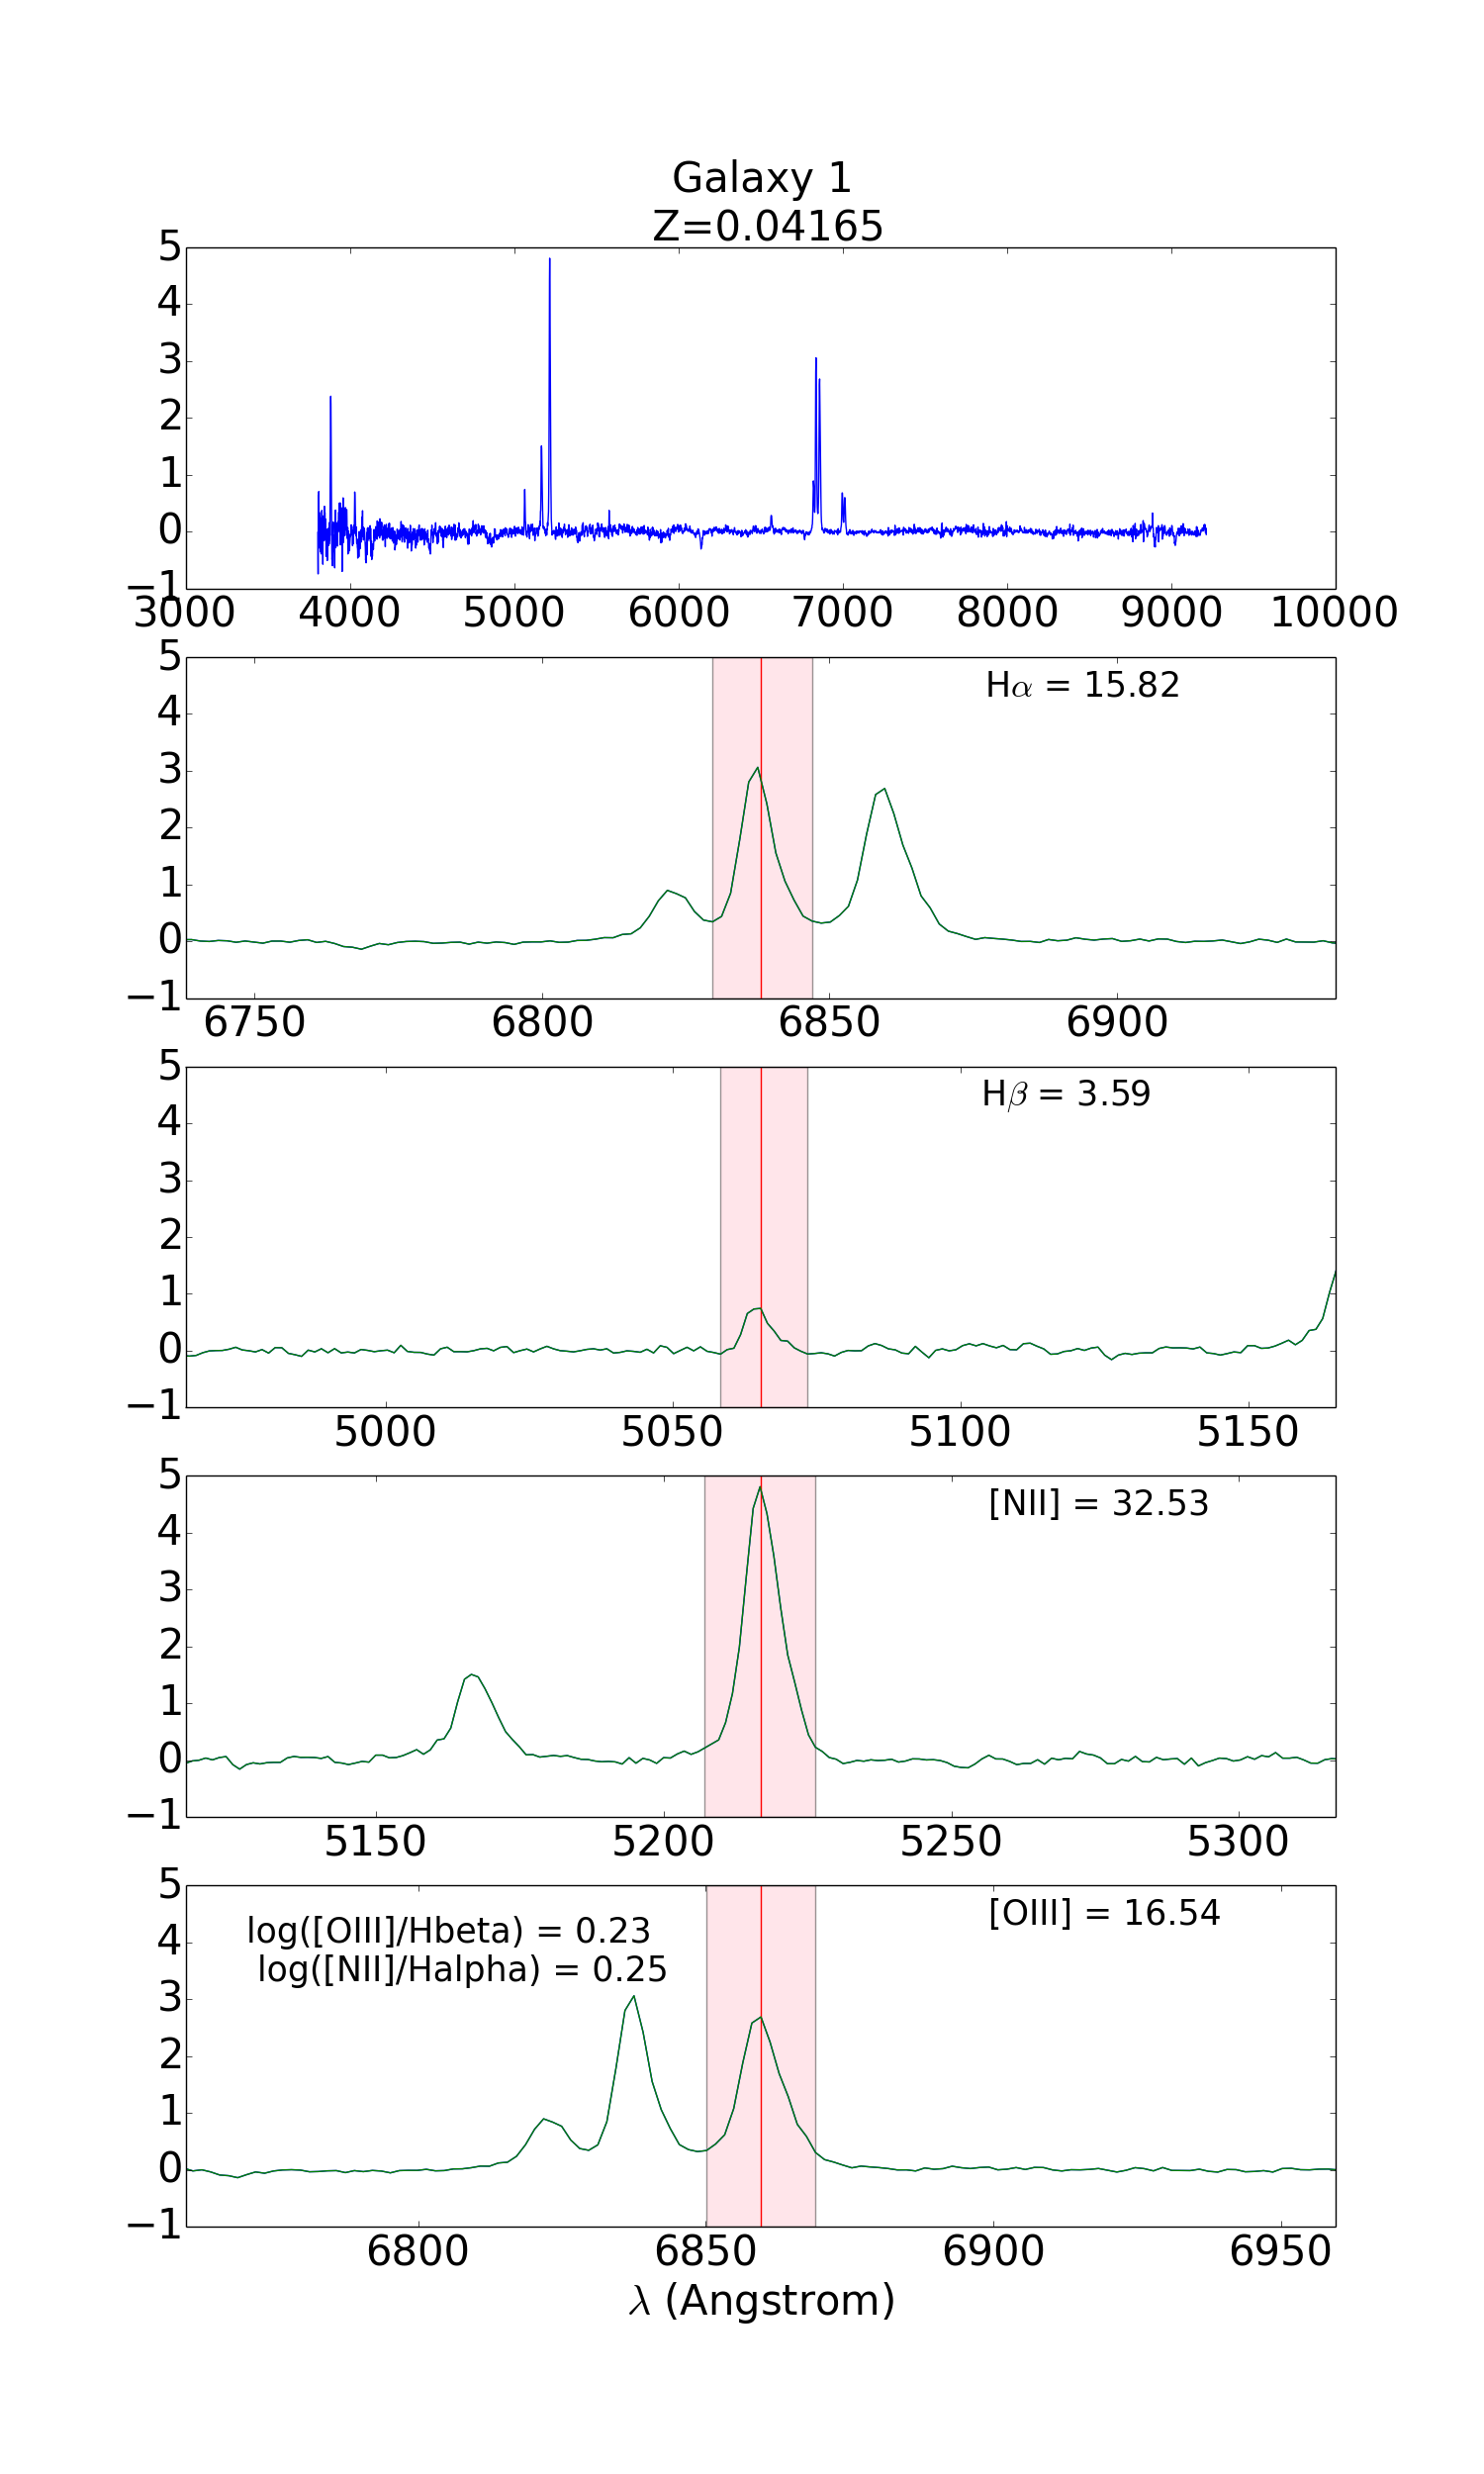 Galaxy 1
Z=0.04165
5
4
3
2
1
0
−1
3000 4000 5000 6000 7000 8000 9000 10000
Hα = 15.82
5
4
3
2
1
0
−1
6750 6800 6850 6900
Hβ = 3.59
5
4
3
2
1
0
−1
5000 5050 5100 5150
[NII] = 32.53
5
4
3
2
1
0
−1
5150 5200 5250 5300
[OIII] = 16.54
log([OIII]/Hbeta) = 0.23
log([NII]/Halpha) = 0.25
5
4
3
2
1
0
−1
6800 6850 6900 6950
λ (Angstrom)